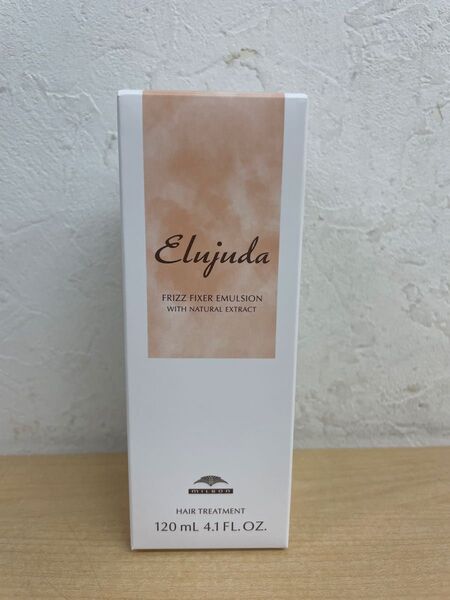 Elujuda
FRIZZ FIXER EMULSION
WITH NATURAL EXTRACT
milbon
HAIR TREATMENT
120 mL 4.1 FL. OZ.